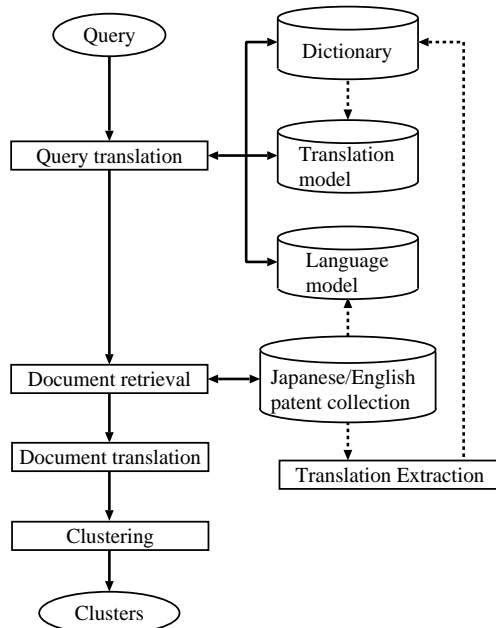 Query
Dictionary
Query translation
Translation
model
Language
model
Document retrieval
Japanese/English
patent collection
Document translation
Translation Extraction
Clustering
Clusters